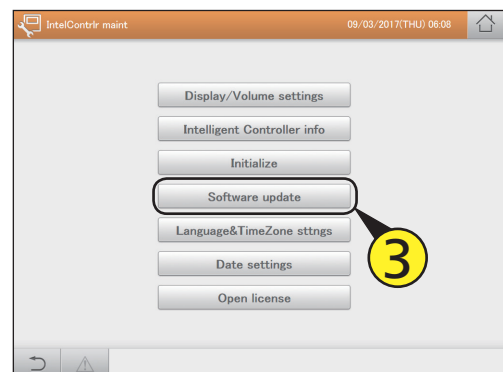 IntelContrlr maint 09/03/2017(THU) 06:08
Display/Volume settings
Intelligent Controller info
Initialize
Software update
Language&TimeZone sttngs
3
Date settings
Open license